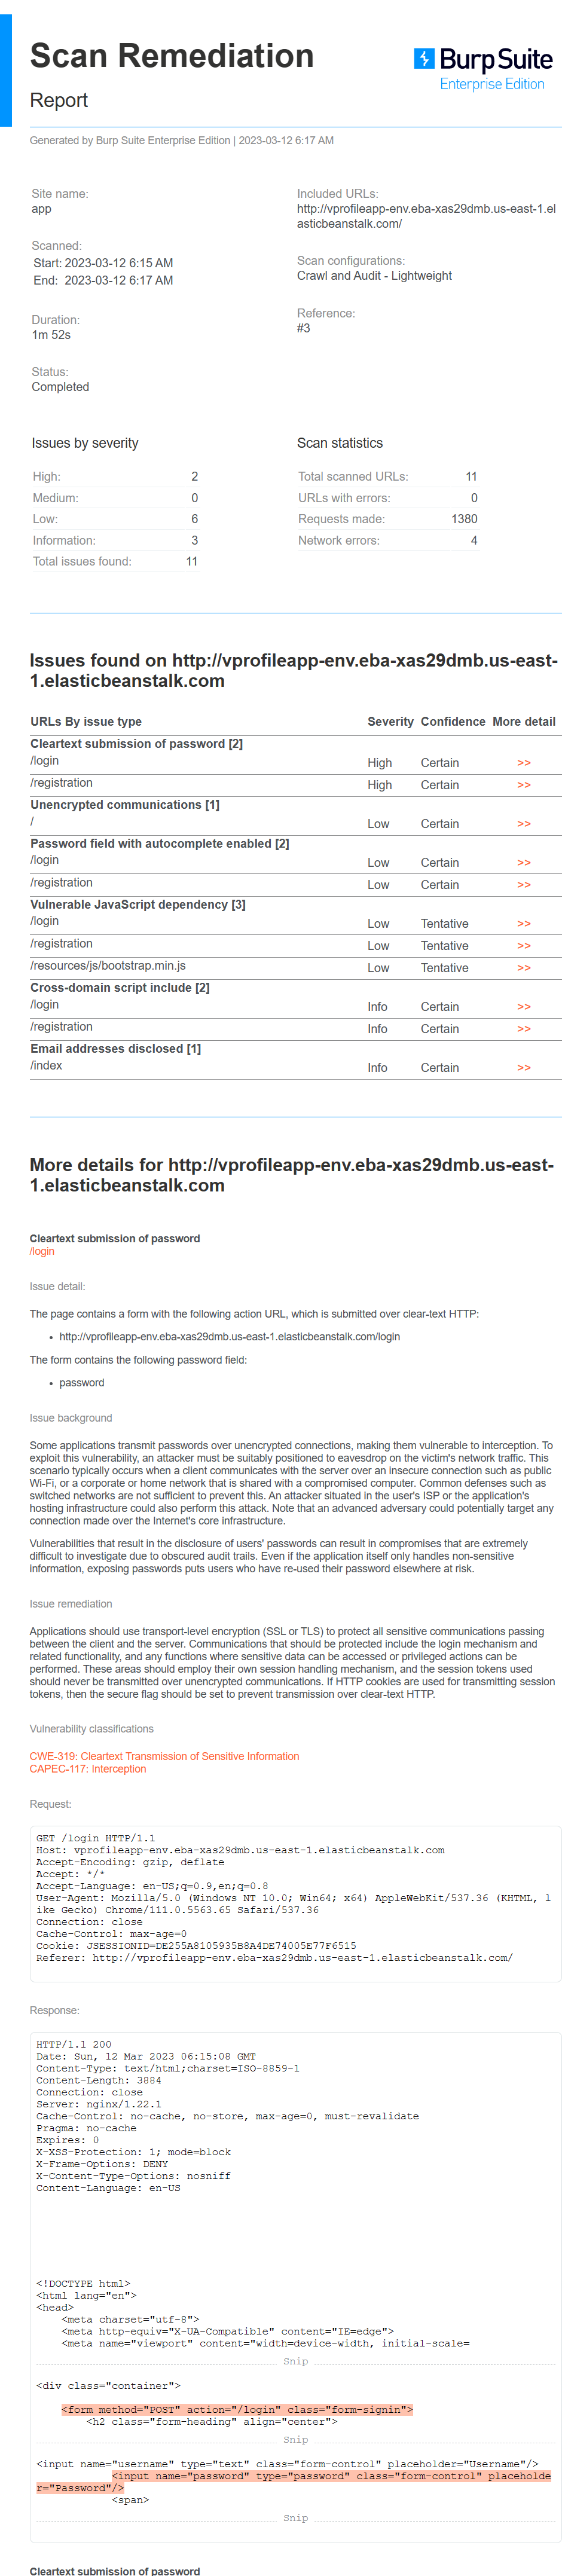 Scan Remediation
Report
Burp Suite
Enterprise Edition
Generated by Burp Suite Enterprise Edition | 2023-03-12 6:17 AM
Site name:
app
Included URLs:
http://vprofileapp-env.eba-xas29dmb.us-east-1.el
asticbeanstalk.com/
Scanned:
Start: 2023-03-12 6:15 AM
End: 2023-03-12 6:17 AM
Scan configurations:
Crawl and Audit - Lightweight
Duration:
1m 52s
Reference:
#3
Status:
Completed
Issues by severity
High: 2
Medium: 0
Low: 6
Information: 3
Total issues found: 11
Scan statistics
Total scanned URLs: 11
URLs with errors: 0
Requests made: 1380
Network errors: 4
Issues found on http://vprofileapp-env.eba-xas29dmb.us-east-
1.elasticbeanstalk.com
URLs By issue type Severity Confidence More detail
Cleartext submission of password [2]
/login High Certain >>
/registration High Certain >>
Unencrypted communications [1]
/ Low Certain >>
Password field with autocomplete enabled [2]
/login Low Certain >>
/registration Low Certain >>
Vulnerable JavaScript dependency [3]
/login Low Tentative >>
/registration Low Tentative >>
/resources/js/bootstrap.min.js Low Tentative >>
Cross-domain script include [2]
/login Info Certain >>
/registration Info Certain >>
Email addresses disclosed [1]
/index Info Certain >>
More details for http://vprofileapp-env.eba-xas29dmb.us-east-
1.elasticbeanstalk.com
Cleartext submission of password
/login
Issue detail:
The page contains a form with the following action URL, which is submitted over clear-text HTTP:
• http://vprofileapp-env.eba-xas29dmb.us-east-1.elasticbeanstalk.com/login
The form contains the following password field:
• password
Issue background
Some applications transmit passwords over unencrypted connections, making them vulnerable to interception. To
exploit this vulnerability, an attacker must be suitably positioned to eavesdrop on the victim's network traffic. This
scenario typically occurs when a client communicates with the server over an insecure connection such as public
Wi-Fi, or a corporate or home network that is shared with a compromised computer. Common defenses such as
switched networks are not sufficient to prevent this. An attacker situated in the user's ISP or the application's
hosting infrastructure could also perform this attack. Note that an advanced adversary could potentially target any
connection made over the Internet's core infrastructure.
Vulnerabilities that result in the disclosure of users' passwords can result in compromises that are extremely
difficult to investigate due to obscured audit trails. Even if the application itself only handles non-sensitive
information, exposing passwords puts users who have re-used their password elsewhere at risk.
Issue remediation
Applications should use transport-level encryption (SSL or TLS) to protect all sensitive communications passing
between the client and the server. Communications that should be protected include the login mechanism and
related functionality, and any functions where sensitive data can be accessed or privileged actions can be
performed. These areas should employ their own session handling mechanism, and the session tokens used
should never be transmitted over unencrypted communications. If HTTP cookies are used for transmitting session
tokens, then the secure flag should be set to prevent transmission over clear-text HTTP.
Vulnerability classifications
CWE-319: Cleartext Transmission of Sensitive Information
CAPEC-117: Interception
Request:
GET /login HTTP/1.1
Host: vprofileapp-env.eba-xas29dmb.us-east-1.elasticbeanstalk.com
Accept-Encoding: gzip, deflate
Accept: */*
Accept-Language: en-US;q=0.9,en;q=0.8
User-Agent: Mozilla/5.0 (Windows NT 10.0; Win64; x64) AppleWebKit/537.36 (KHTML, l
ike Gecko) Chrome/111.0.5563.65 Safari/537.36
Connection: close
Cache-Control: max-age=0
Cookie: JSESSIONID=DE255A8105935B8A4DE74005E77F6515
Referer: http://vprofileapp-env.eba-xas29dmb.us-east-1.elasticbeanstalk.com/
Response:
HTTP/1.1 200
Date: Sun, 12 Mar 2023 06:15:08 GMT
Content-Type: text/html;charset=ISO-8859-1
Content-Length: 3884
Connection: close
Server: nginx/1.22.1
Cache-Control: no-cache, no-store, max-age=0, must-revalidate
Pragma: no-cache
Expires: 0
X-XSS-Protection: 1; mode=block
X-Frame-Options: DENY
X-Content-Type-Options: nosniff
Content-Language: en-US
<!DOCTYPE html>
<html lang="en">
<head>
<meta charset="utf-8">
<meta http-equiv="X-UA-Compatible" content="IE=edge">
<meta name="viewport" content="width=device-width, initial-scale=
Snip
<div class="container">
<form method="POST" action="/login" class="form-signin">
<h2 class="form-heading" align="center">
Snip
<input name="username" type="text" class="form-control" placeholder="Username"/>
<input name="password" type="password" class="form-control" placeholde
r="Password"/>
<span>
Snip
Cleartext submission of password